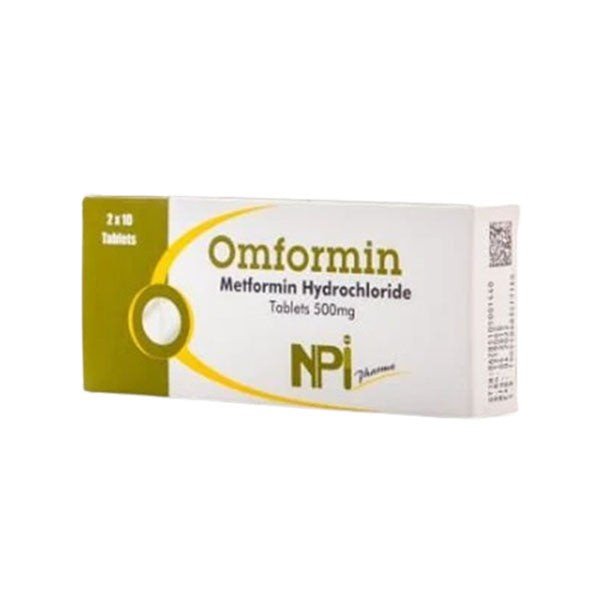 2 x 10
Tablets
Omformin
Metformin Hydrochloride
Tablets 500mg
NPi
Pharma